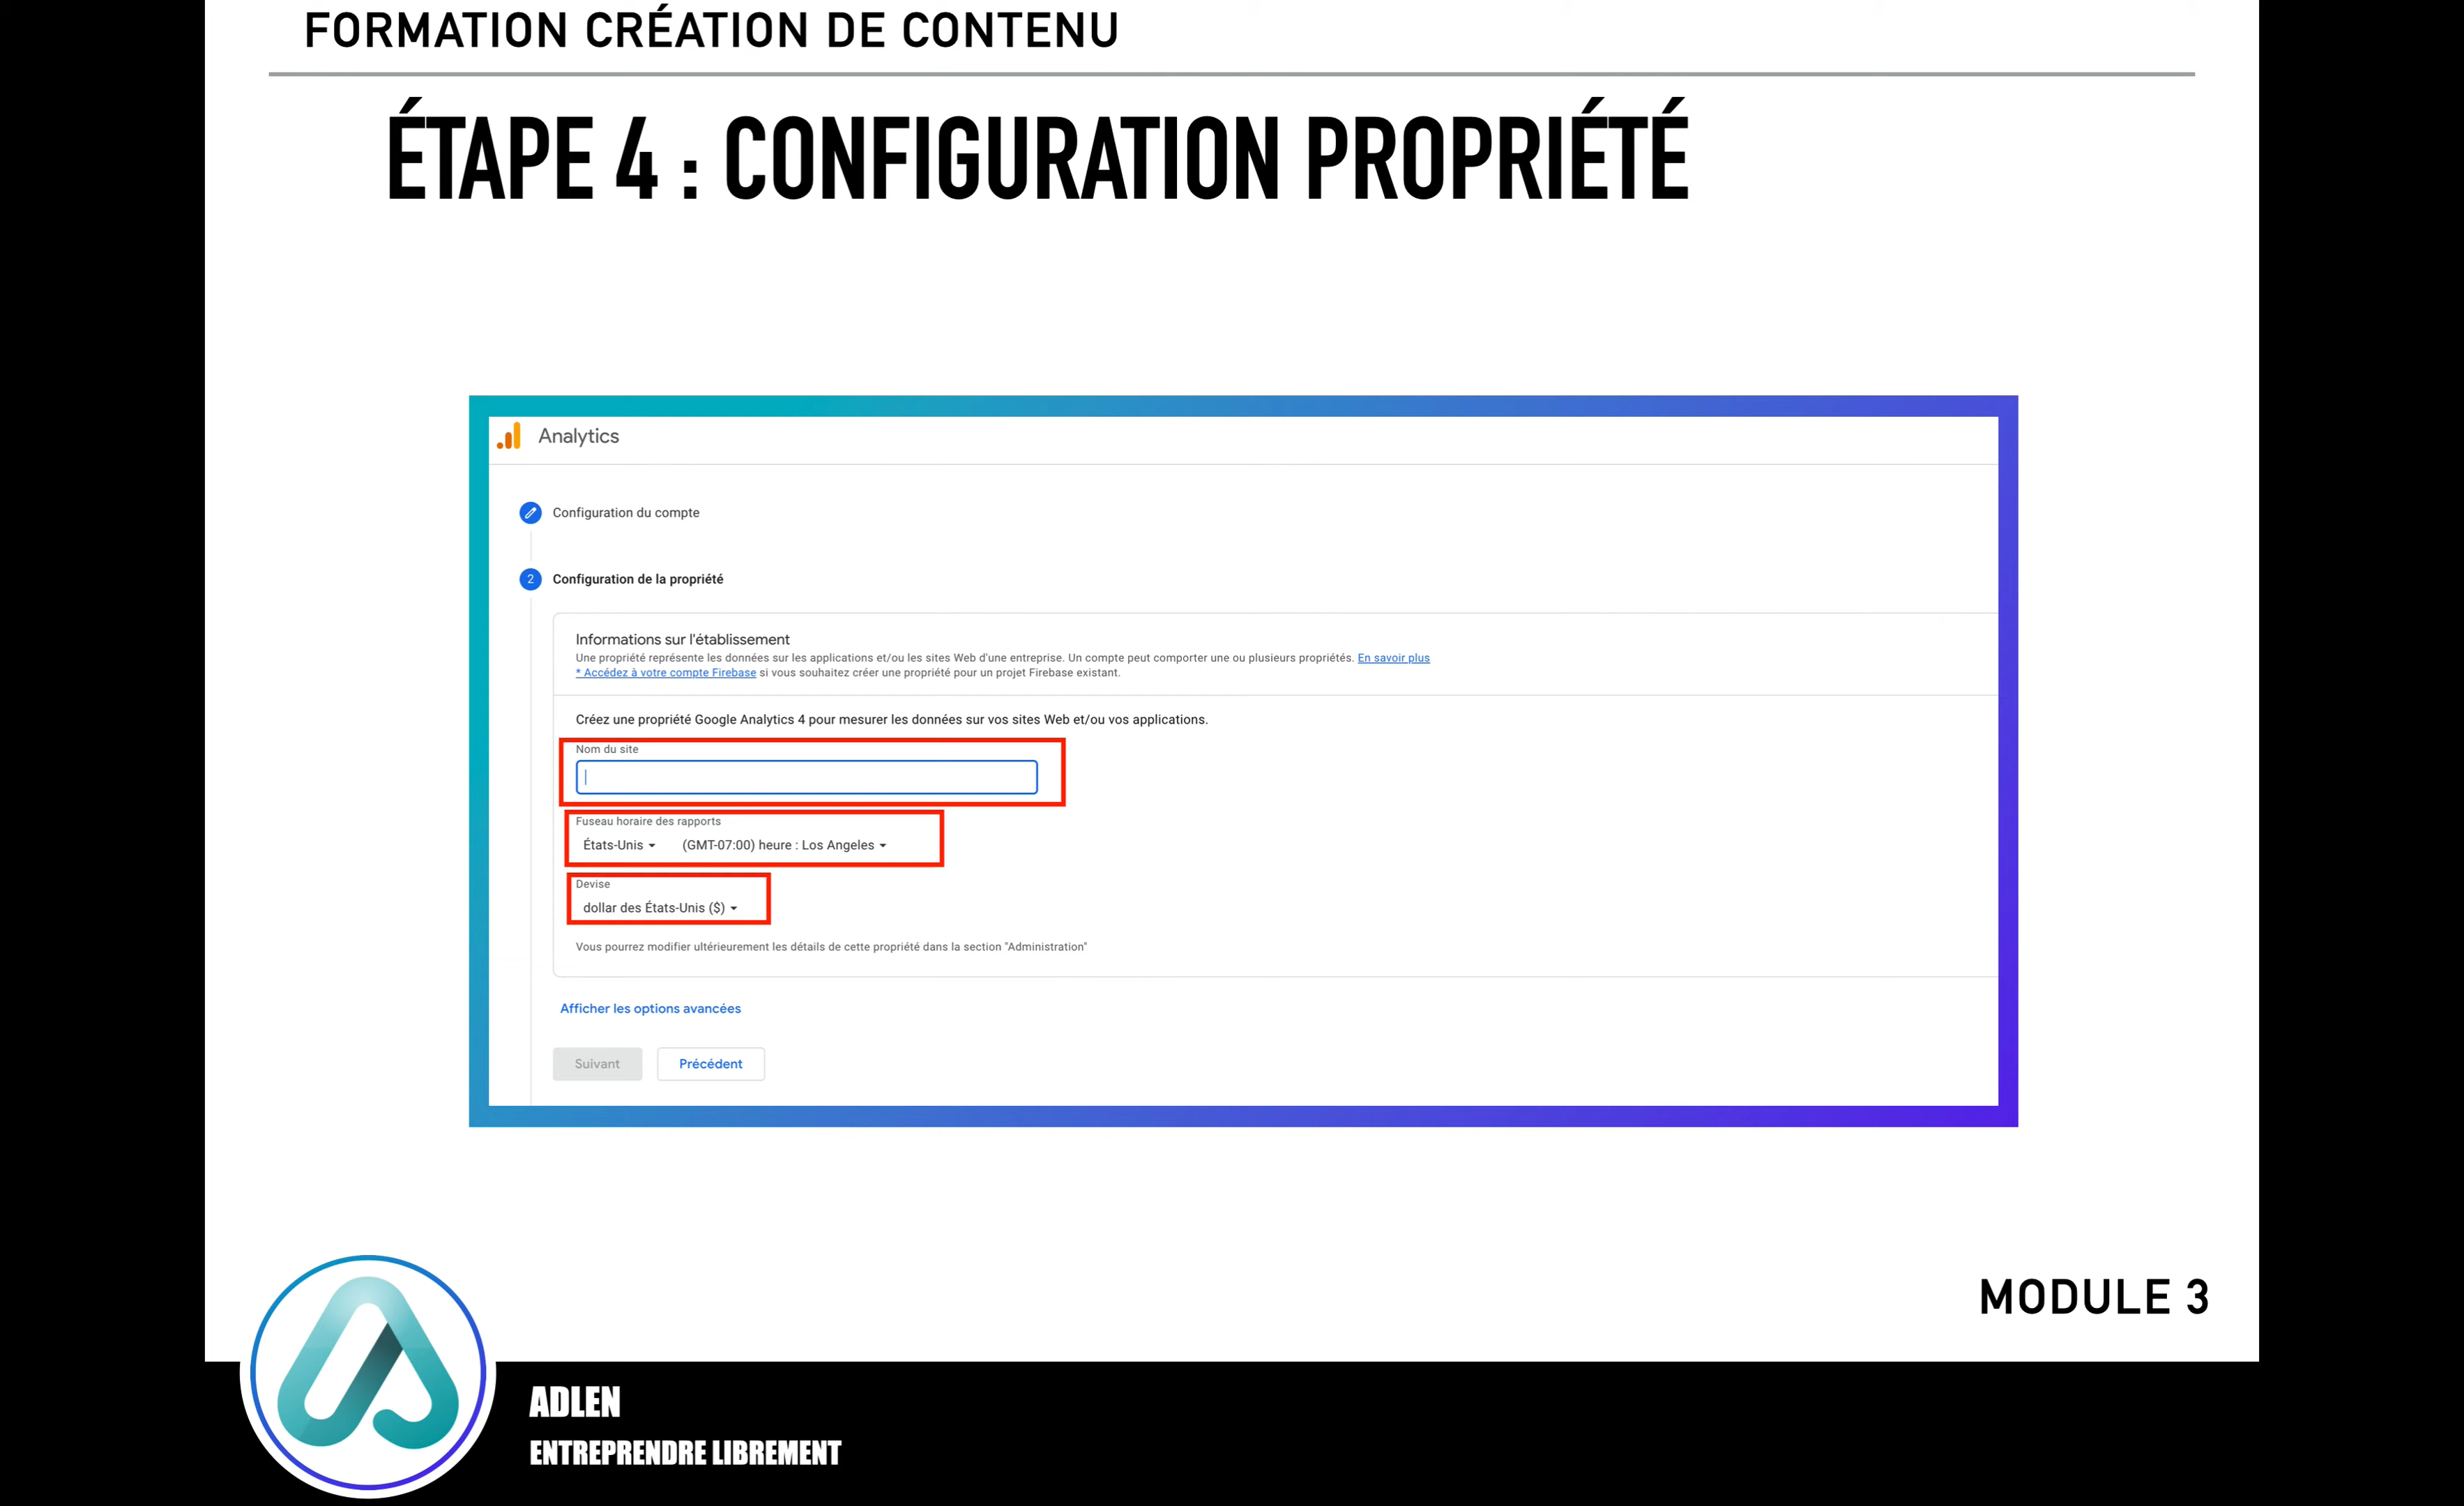 FORMATION CRÉATION DE CONTENU
ÉTAPE 4 : CONFIGURATION PROPRIÉTÉ
Analytics
Configuration du compte
2 Configuration de la propriété
Informations sur l'établissement
Une propriété représente les données sur les applications et/ou les sites Web d'une entreprise. Un compte peut comporter une ou plusieurs propriétés. En savoir plus
* Accédez à votre compte Firebase si vous souhaitez créer une propriété pour un projet Firebase existant.
Créez une propriété Google Analytics 4 pour mesurer les données sur vos sites Web et/ou vos applications.
Nom du site
Fuseau horaire des rapports
États-Unis (GMT-07:00) heure : Los Angeles
Devise
dollar des États-Unis ($)
Vous pourrez modifier ultérieurement les détails de cette propriété dans la section "Administration"
Afficher les options avancées
Suivant Précédent
MODULE 3
ADLEN
ENTREPRENDRE LIBREMENT